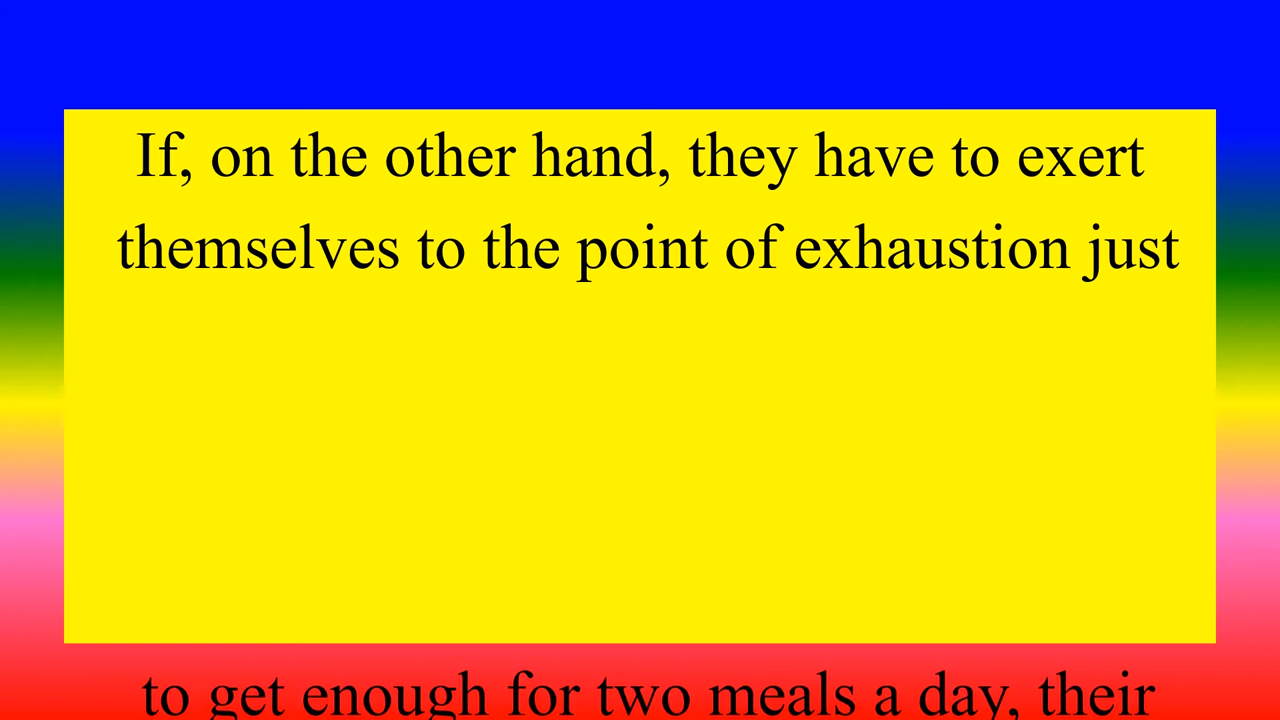 If, on the other hand, they have to exert
themselves to the point of exhaustion just
to get enough for two meals a day, their